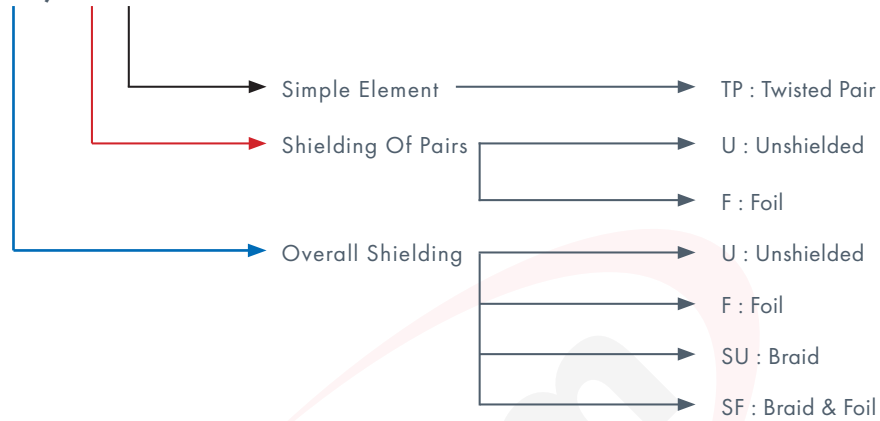 Simple Element TP : Twisted Pair
Shielding Of Pairs U : Unshielded
F : Foil
Overall Shielding U : Unshielded
F : Foil
SU : Braid
SF : Braid & Foil